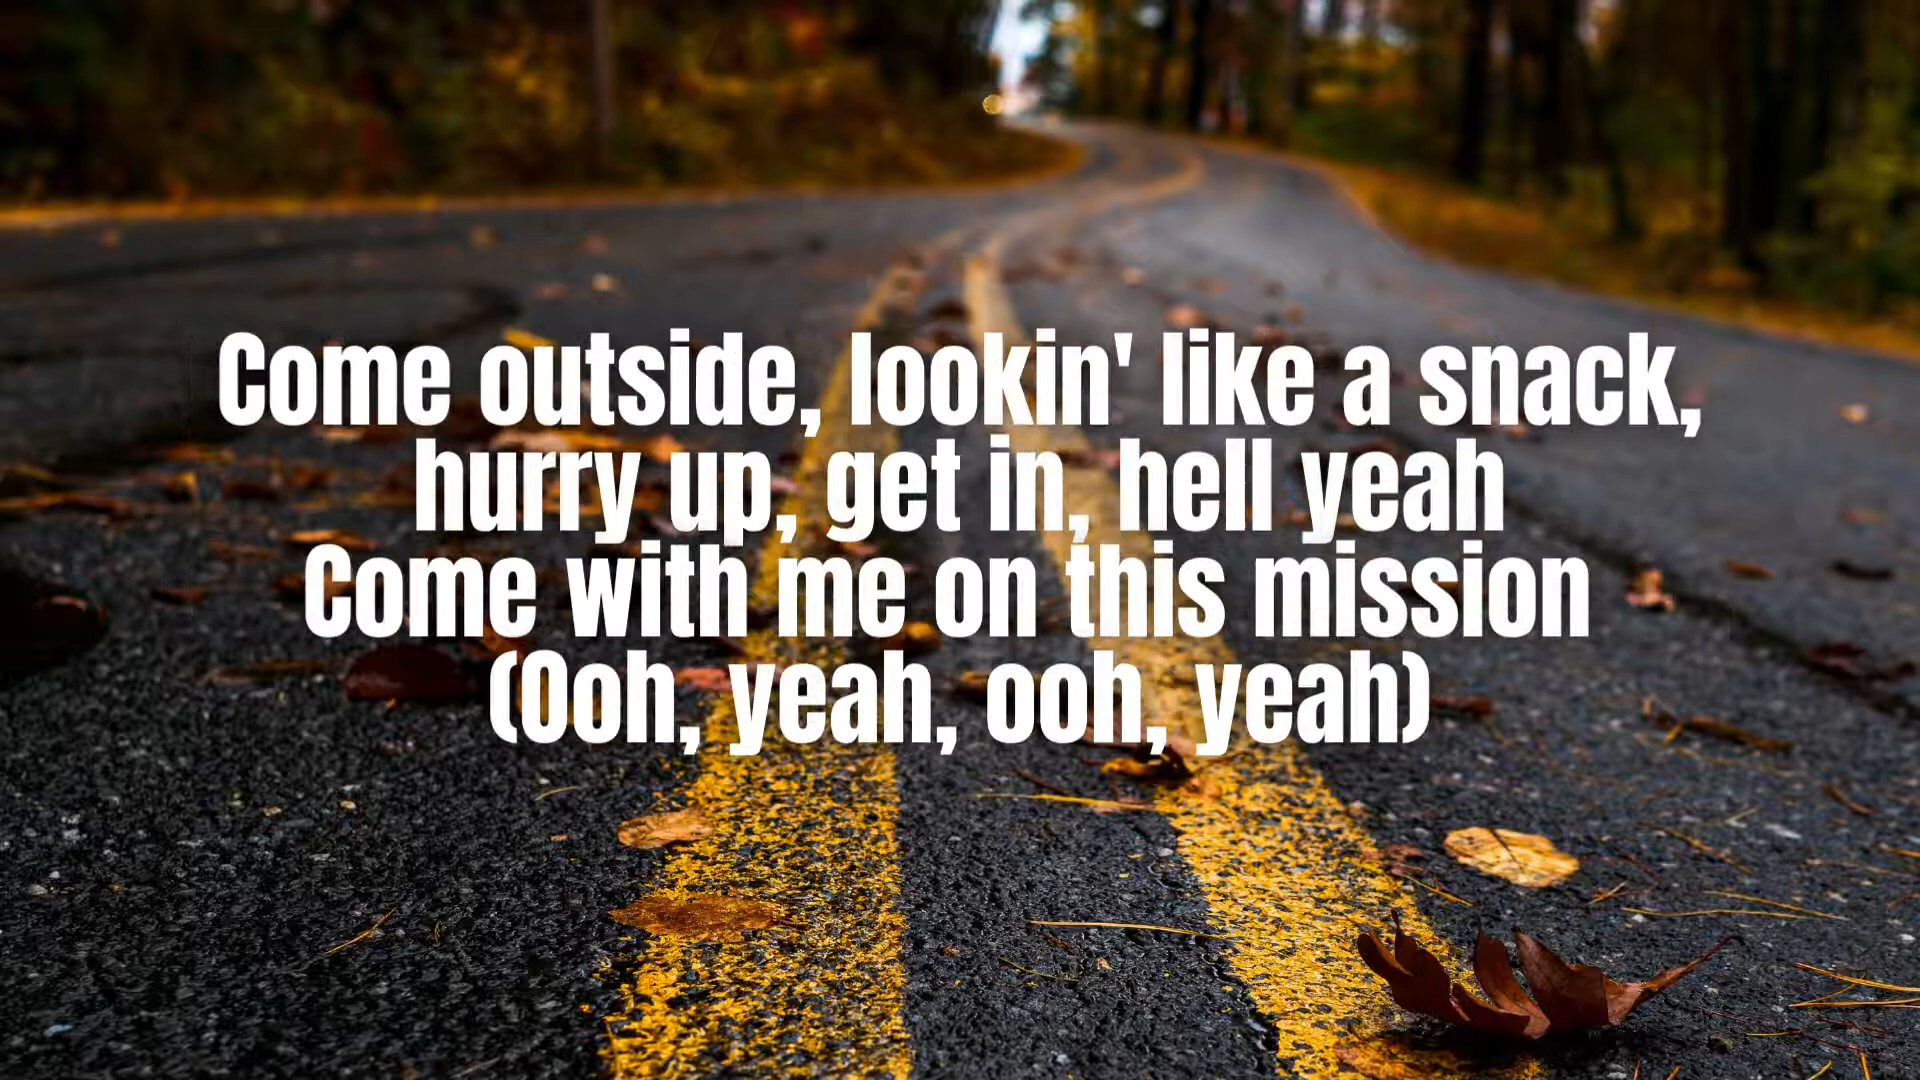 Come outside, lookin' like a snack,
hurry up, get in, hell yeah
Come with me on this mission
(Ooh, yeah, ooh, yeah)